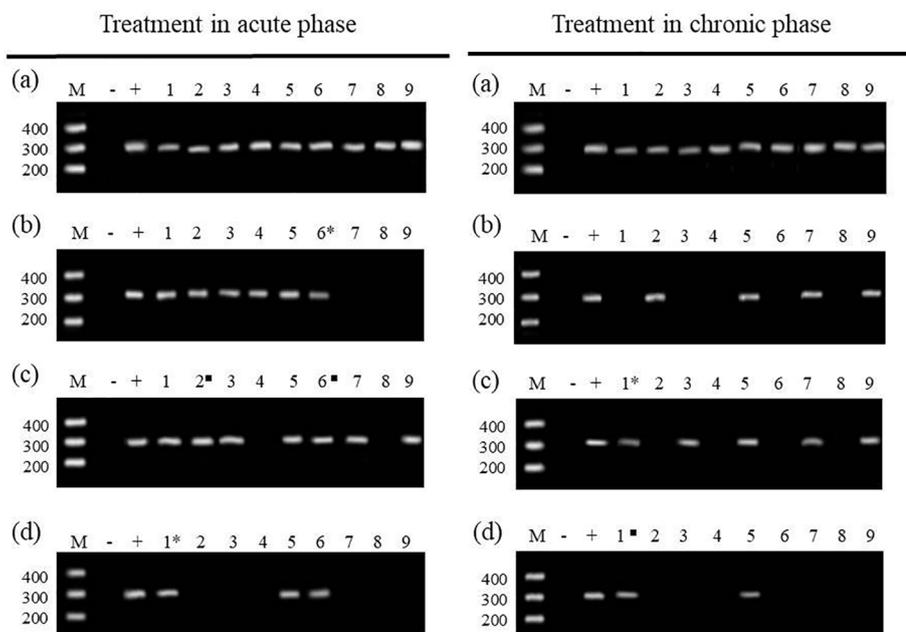 Treatment in acute phase
(a)
M - + 1 2 3 4 5 6 7 8 9
400
300
200
(b)
M - + 1 2 3 4 5 6* 7 8 9
400
300
200
(c)
M - + 1 2▪ 3 4 5 6▪ 7 8 9
400
300
200
(d)
M - + 1* 2 3 4 5 6 7 8 9
400
300
200
Treatment in chronic phase
(a)
M - + 1 2 3 4 5 6 7 8 9
400
300
200
(b)
M - + 1 2 3 4 5 6 7 8 9
400
300
200
(c)
M - + 1* 2 3 4 5 6 7 8 9
400
300
200
(d)
M - + 1 ▪ 2 3 4 5 6 7 8 9
400
300
200